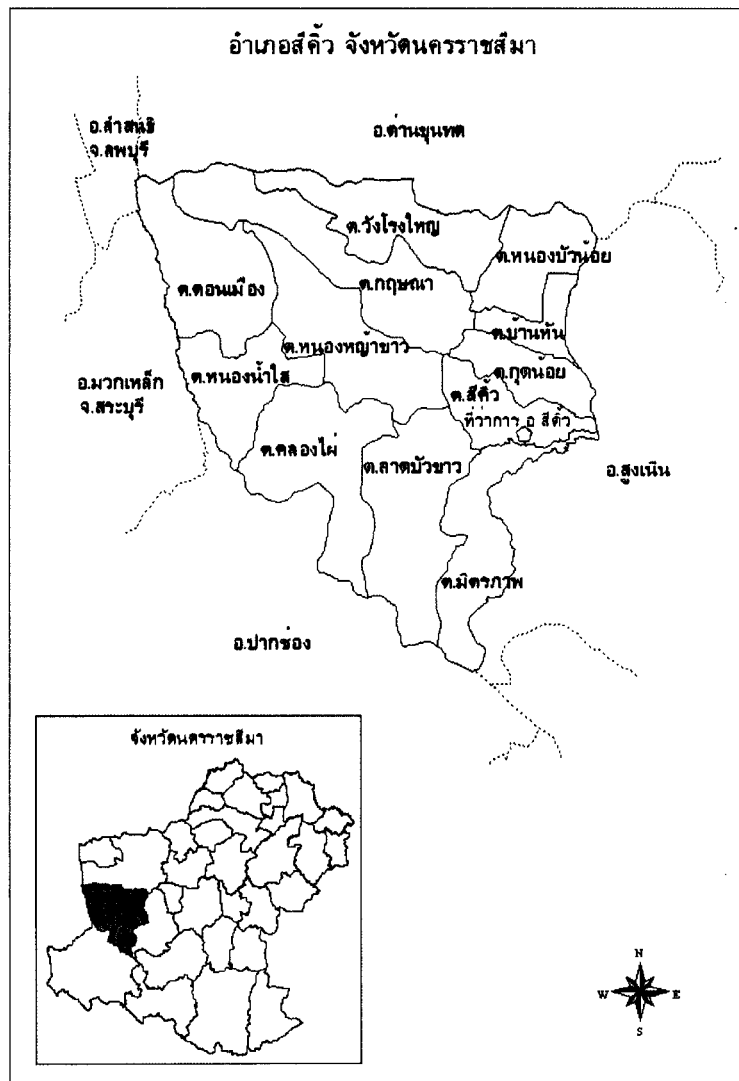 อำเภอสีคิ้ว จังหวัดนครราชสีมา
อ.ลำสนธิ
จ.ลพบุรี
อ.ด่านขุนทด
ต.วังโรงใหญ่
ต.หนองบัวน้อย
ต.ดอนเมือง
ต.กฤษณา
ต.บ้านหัน
ต.หนองหญ้าขาว
ต.หนองน้ำใส
ต.กุดน้อย
อ.มวกเหล็ก
จ.สระบุรี
ต.สีคิ้ว
ที่ว่าการ อ สีคิ้ว
ต.คลองไผ่
ต.ลาดบัวขาว
อ.สูงเนิน
ต.มิตรภาพ
อ.ปากช่อง
จังหวัดนครราชสีมา
N
W E
S